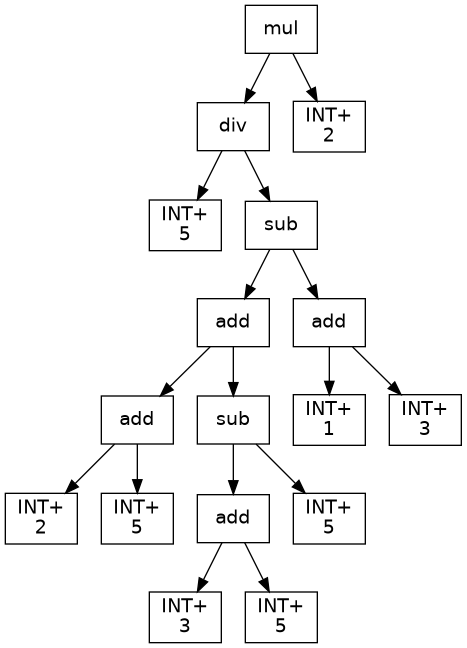 mul
div
INT+
2
INT+
5
sub
add
add
add
sub
INT+
1
INT+
3
INT+
2
INT+
5
add
INT+
5
INT+
3
INT+
5